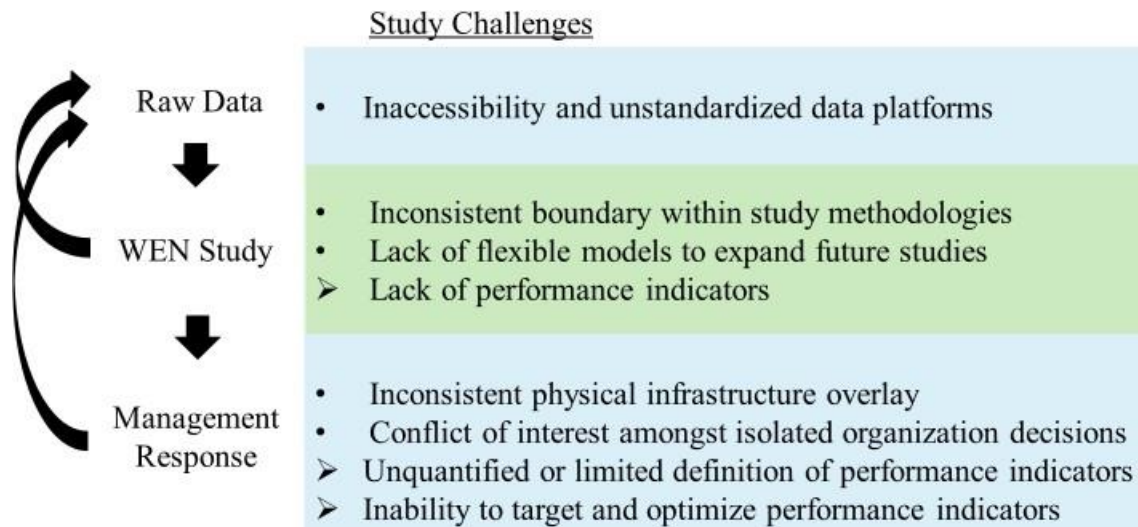 Study Challenges
Raw Data
• Inaccessibility and unstandardized data platforms
WEN Study
• Inconsistent boundary within study methodologies
• Lack of flexible models to expand future studies
➢ Lack of performance indicators
Management
Response
• Inconsistent physical infrastructure overlay
• Conflict of interest amongst isolated organization decisions
➢ Unquantified or limited definition of performance indicators
➢ Inability to target and optimize performance indicators